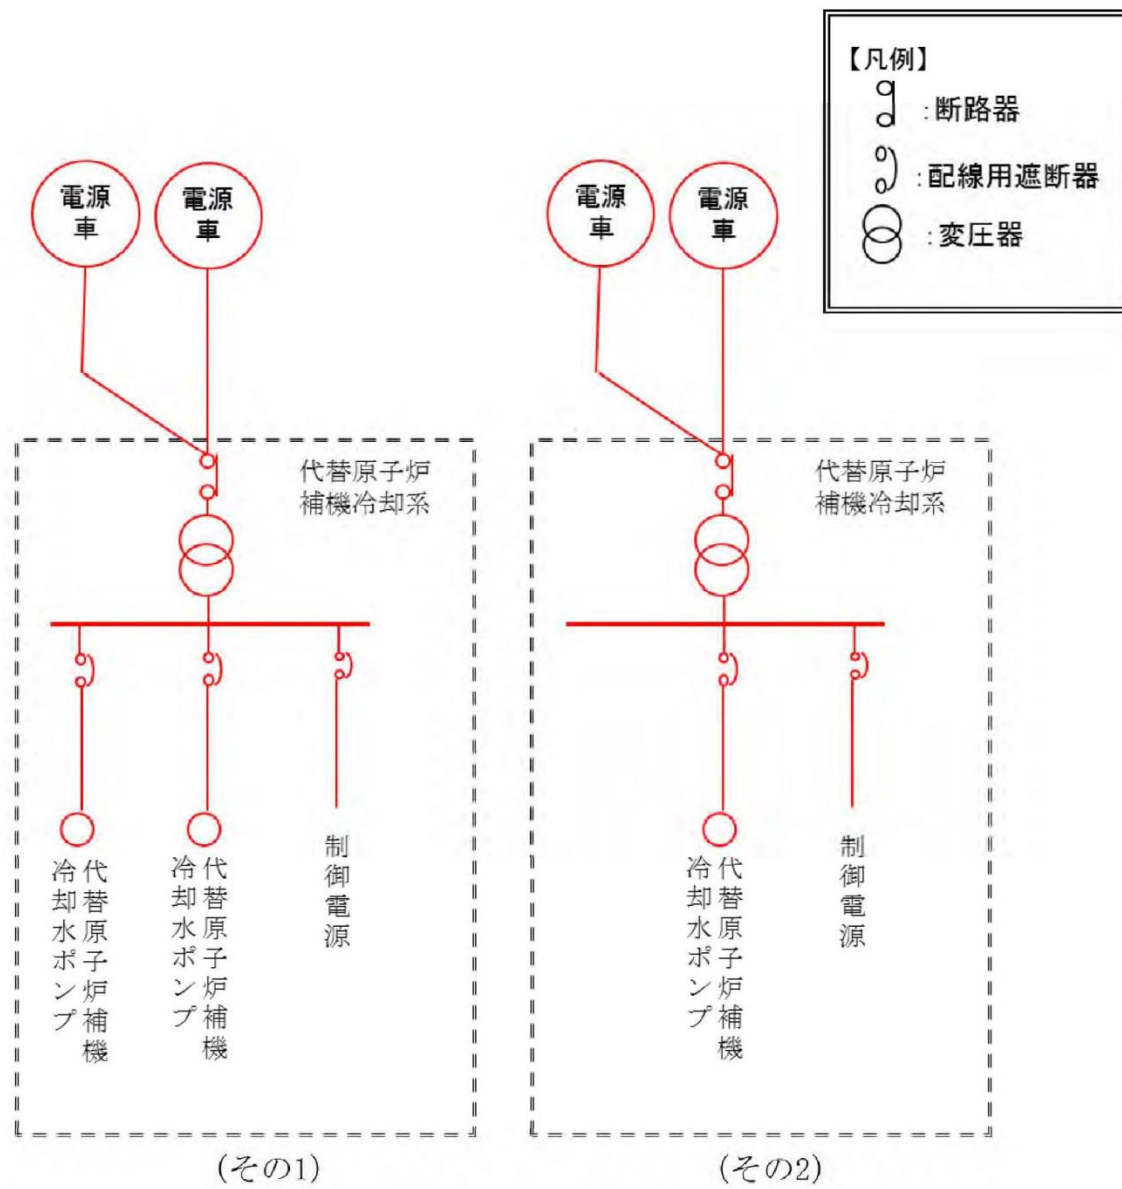 【凡例】
:断路器
:配線用遮断器
:変圧器
電源
車
電源
車
電源
車
電源
車
代替原子炉
補機冷却系
代替原子炉
補機冷却系
代替原子炉補機
冷却水ポンプ
代替原子炉補機
冷却水ポンプ
制御電源
代替原子炉補機
冷却水ポンプ
制御電源
(その1)
(その2)